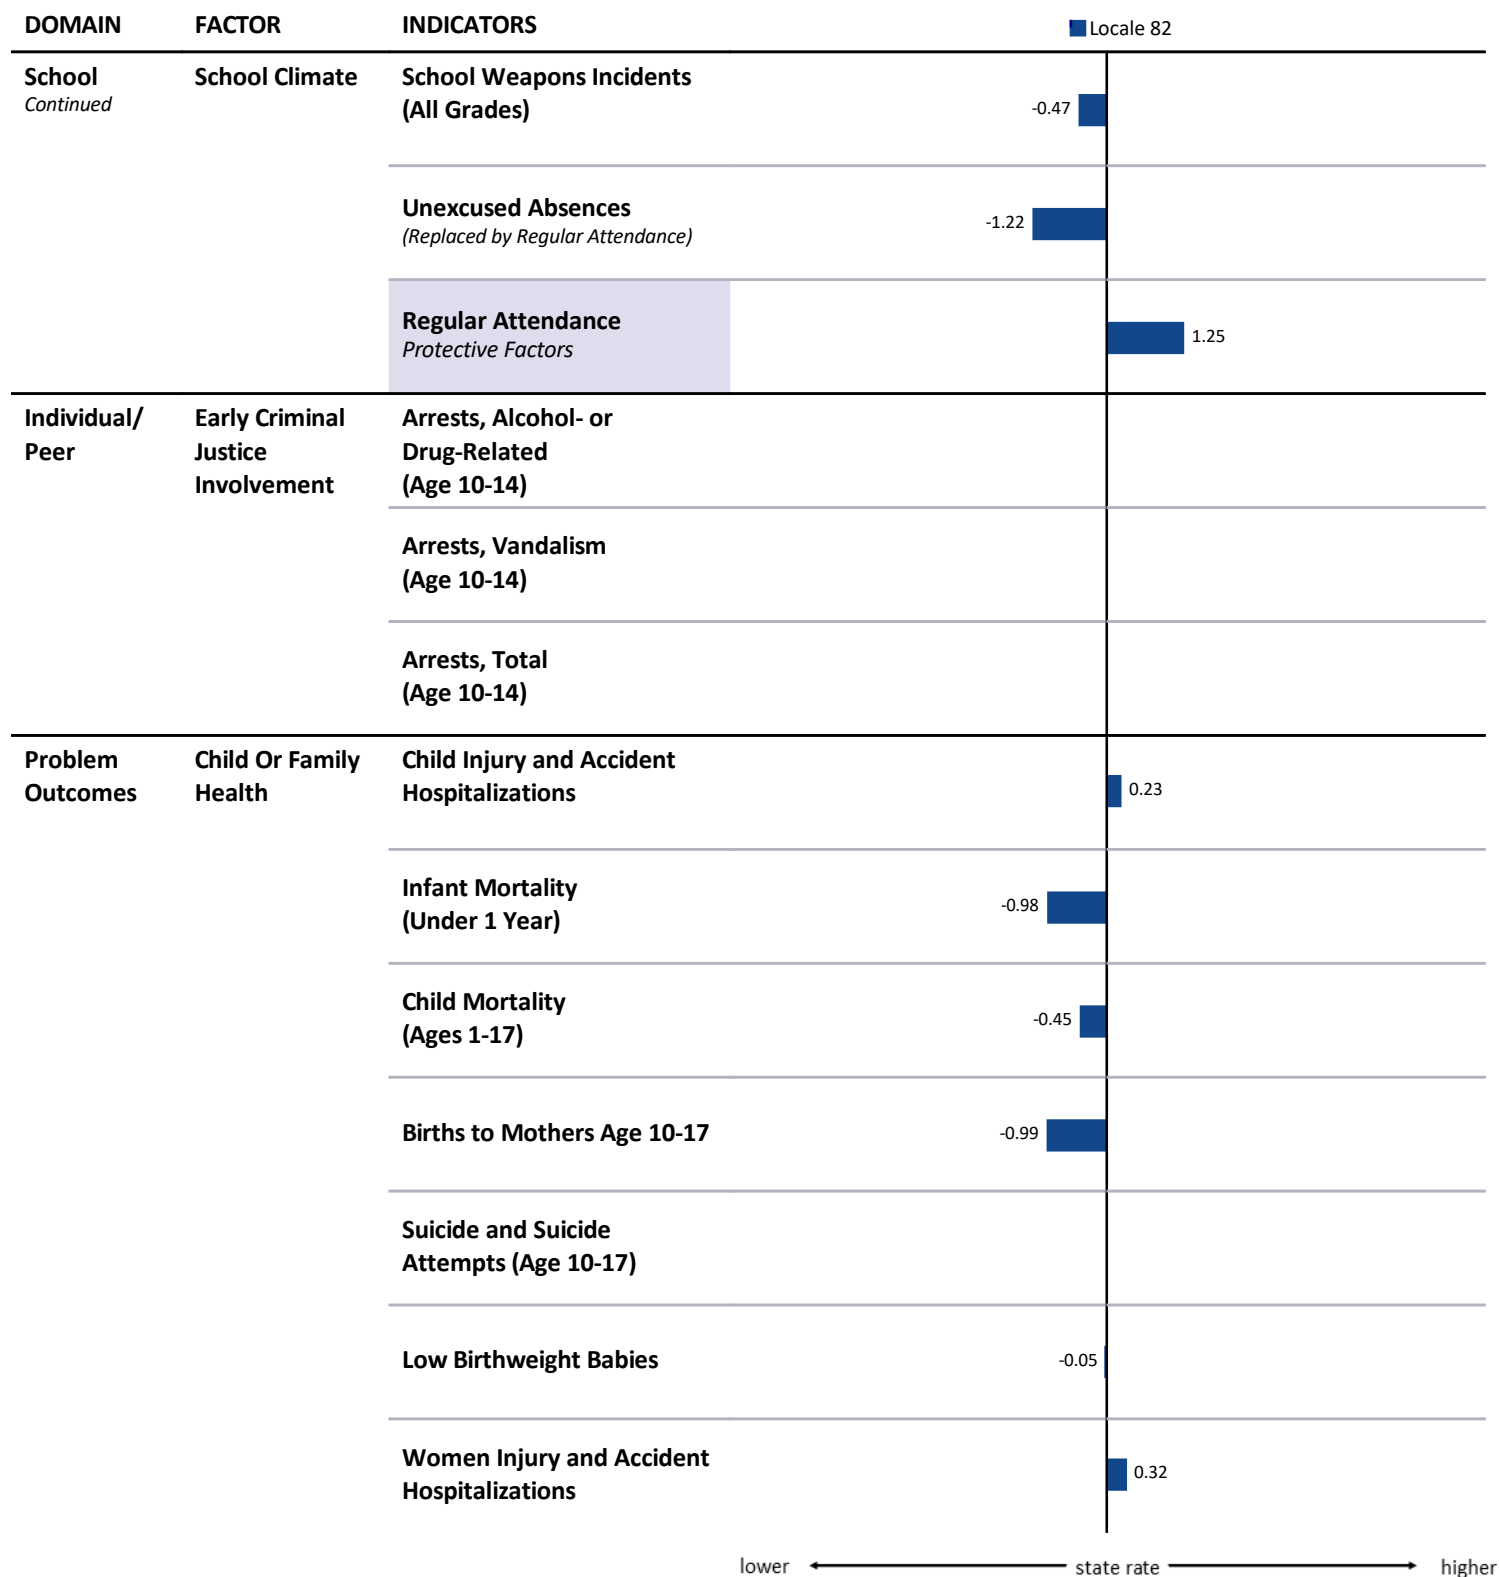 DOMAIN FACTOR INDICATORS Locale 82
School
Continued
School Climate
School Weapons Incidents
(All Grades)
-0.47
Unexcused Absences
(Replaced by Regular Attendance)
-1.22
Regular Attendance
Protective Factors
1.25
Individual/
Peer
Early Criminal
Justice
Involvement
Arrests, Alcohol- or
Drug-Related
(Age 10-14)
Arrests, Vandalism
(Age 10-14)
Arrests, Total
(Age 10-14)
Problem
Outcomes
Child Or Family
Health
Child Injury and Accident
Hospitalizations
0.23
Infant Mortality
(Under 1 Year)
-0.98
Child Mortality
(Ages 1-17)
-0.45
Births to Mothers Age 10-17
-0.99
Suicide and Suicide
Attempts (Age 10-17)
Low Birthweight Babies
-0.05
Women Injury and Accident
Hospitalizations
0.32
lower state rate higher